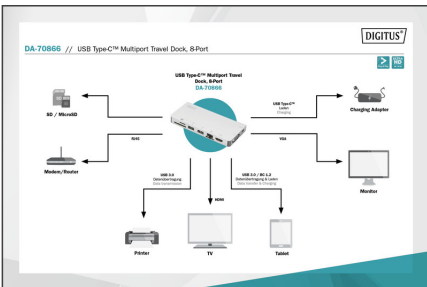 DIGITUS®
DA-70866 // USB Type-C™ Multiport Travel Dock, 8-Port
USB Type-C™ Multiport Travel
Dock, 8-Port
DA-70866
USB Type-C™
Laden
Charging
SD / MicroSD
Charging Adapter
RJ45
VGA
Modem/Router
Monitor
USB 3.0
Datenübertragung
Data transmission
HDMI
USB 3.0 / BC 1.2
Datenübertragung & Laden
Data transfer & Charging
Printer
TV
Tablet